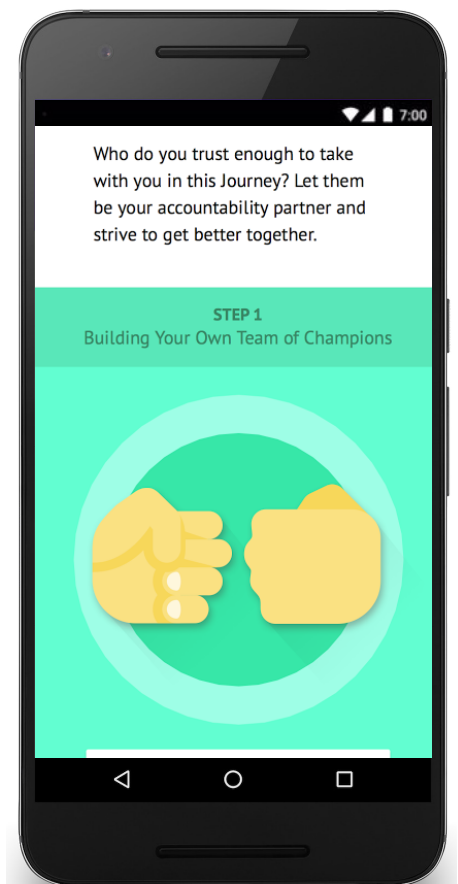 7:00
Who do you trust enough to take
with you in this Journey? Let them
be your accountability partner and
strive to get better together.
STEP 1
Building Your Own Team of Champions